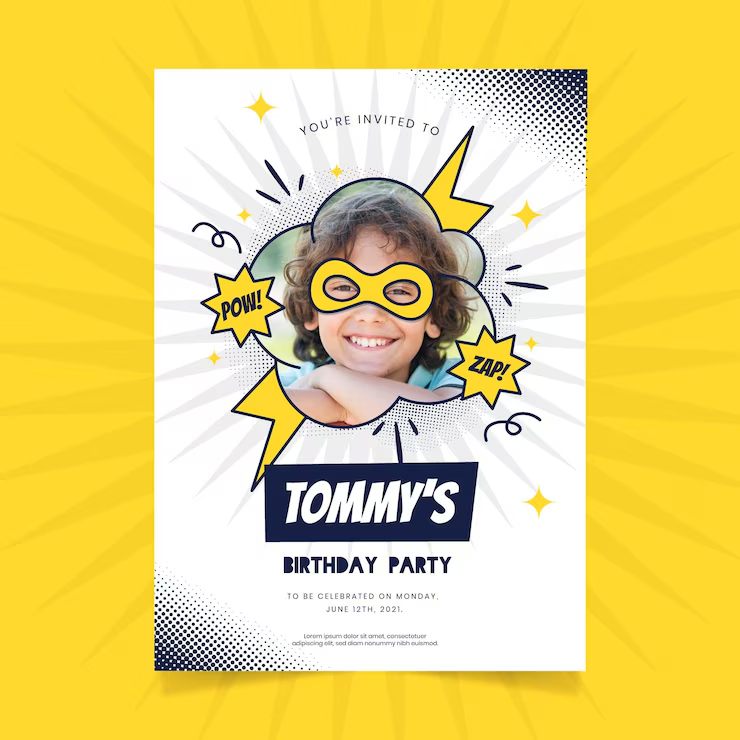 YOU'RE INVITED TO
POW!
ZAP!
TOMMY'S
BIRTHDAY PARTY
TO BE CELEBRATED ON MONDAY,
JUNE 12TH, 2021.
Lorem ipsum dolor sit amet, consectetuer
adipiscing elit, sed diam nonummy nibh euismod.